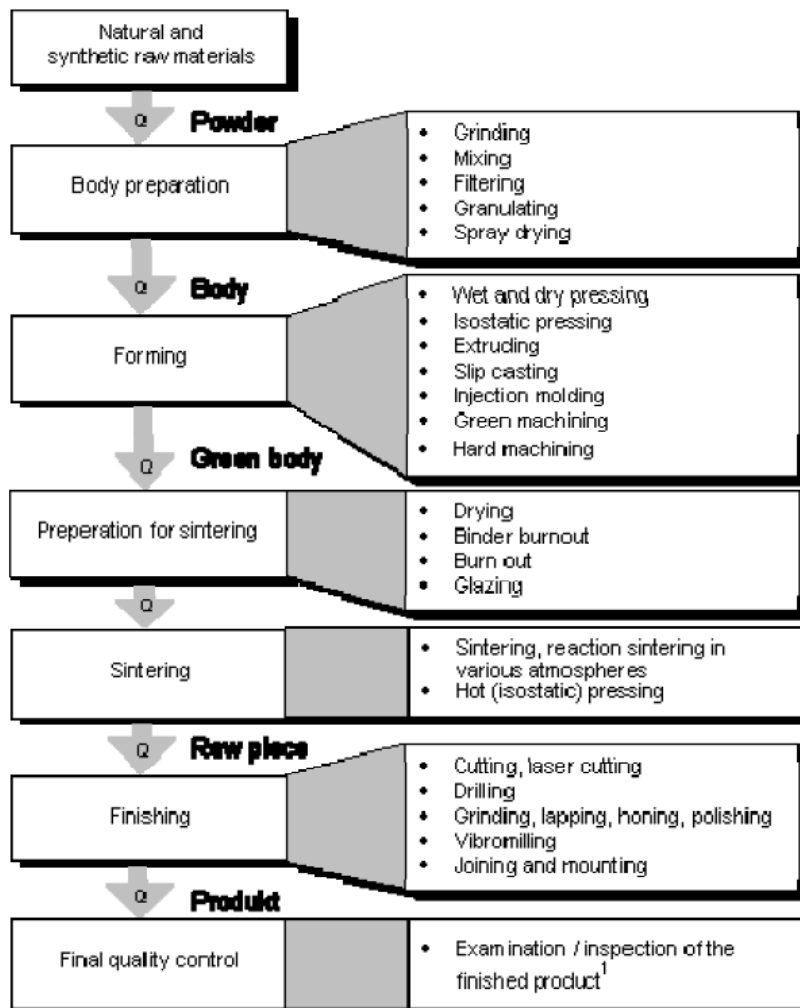 Natural and
synthetic raw materials
Q
Powder
Body preparation
• Grinding
• Mixing
• Filtering
• Granulating
• Spray drying
Q
Body
Forming
• Wet and dry pressing
• Isostatic pressing
• Extruding
• Slip casting
• Injection molding
• Green machining
• Hard machining
Q
Green body
Preperation for sintering
• Drying
• Binder burnout
• Burn out
• Glazing
Q
Sintering
• Sintering, reaction sintering in
various atmospheres
• Hot (isostatic) pressing
Q
Raw piece
Finishing
• Cutting, laser cutting
• Drilling
• Grinding, lapping, honing, polishing
• Vibromilling
• Joining and mounting
Q
Produkt
Final quality control
• Examination / inspection of the
finished product¹